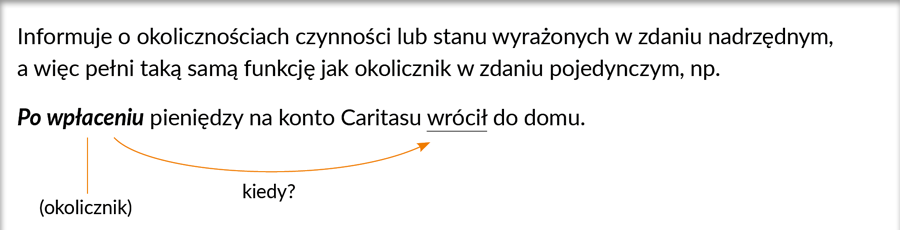 Informuje o okolicznościach czynności lub stanu wyrażonych w zdaniu nadrzędnym,
a więc pełni taką samą funkcję jak okolicznik w zdaniu pojedynczym, np.
Po wpłaceniu pieniędzy na konto Caritasu wrócił do domu.
kiedy?
(okolicznik)